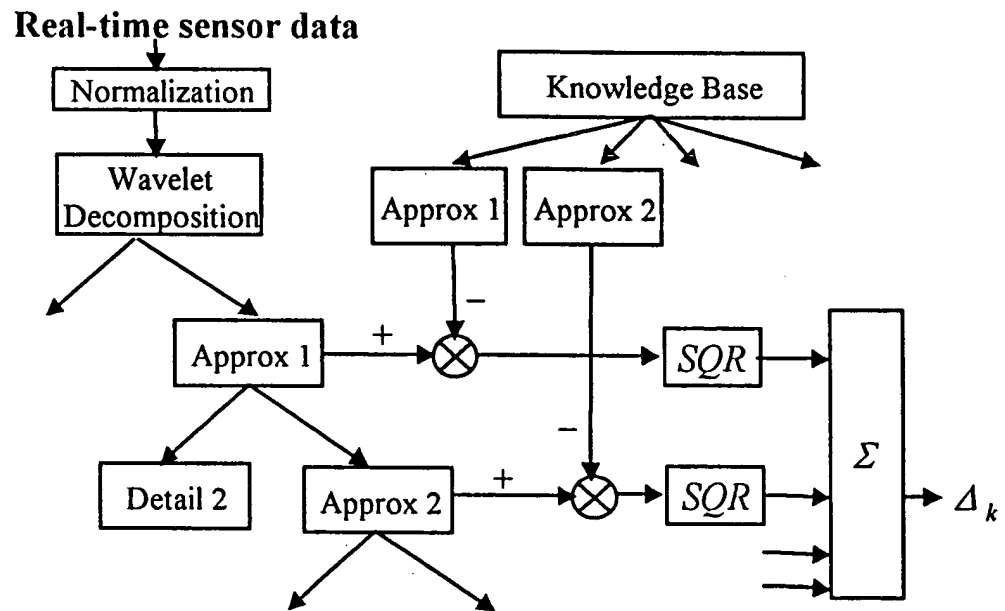 Real-time sensor data
Normalization
Knowledge Base
Wavelet
Decomposition
Approx 1
Approx 2
−
+
Approx 1
SQR
−
Σ
Detail 2
Approx 2
+
SQR
Δ k